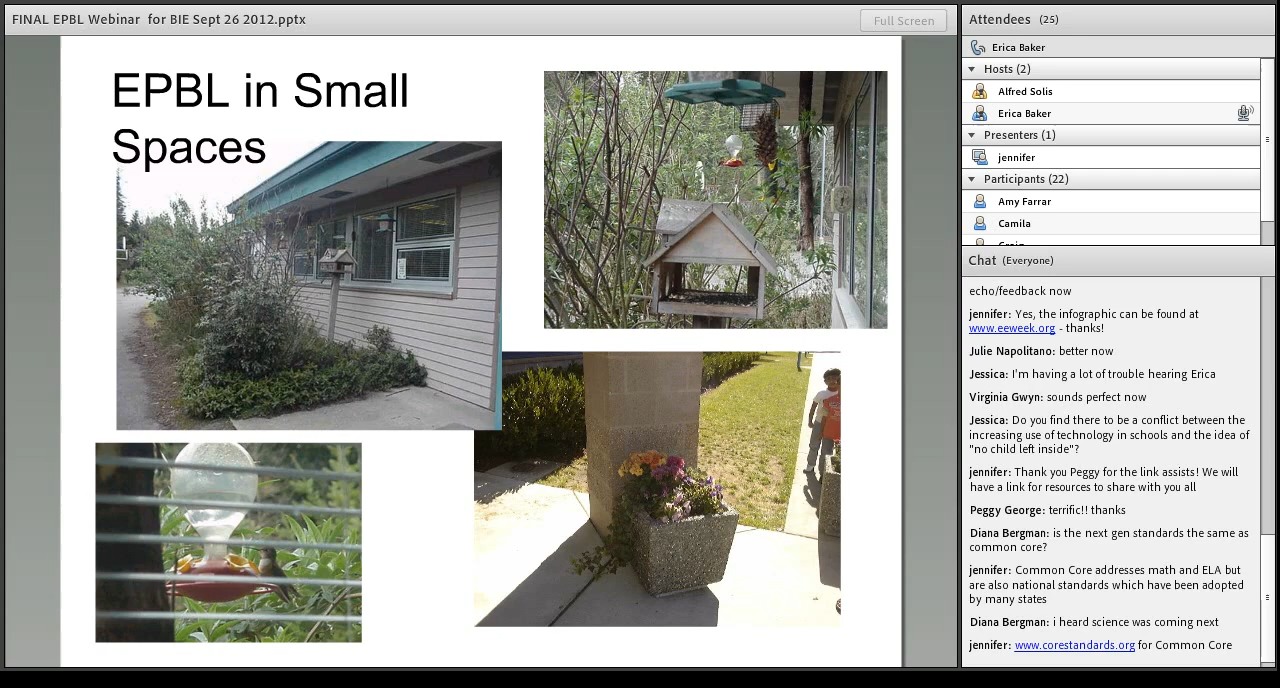 FINAL EPBL Webinar  for BIE Sept 26 2012.pptx
Full Screen
EPBL in Small
Spaces
Attendees (25)
Erica Baker
Hosts (2)
Alfred Solis
Erica Baker
Presenters (1)
jennifer
Participants (22)
Amy Farrar
Camila
Chat (Everyone)
echo/feedback now
jennifer: Yes, the infographic can be found at
www.eeweek.org - thanks!
Julie Napolitano: better now
Jessica: I'm having a lot of trouble hearing Erica
Virginia Gwyn: sounds perfect now
Jessica: Do you find there to be a conflict between the
increasing use of technology in schools and the idea of
"no child left inside"?
jennifer: Thank you Peggy for the link assists! We will
have a link for resources to share with you all
Peggy George: terrific!! thanks
Diana Bergman: is the next gen standards the same as
common core?
jennifer: Common Core addresses math and ELA but
are also national standards which have been adopted
by many states
Diana Bergman: i heard science was coming next
jennifer: www.corestandards.org for Common Core